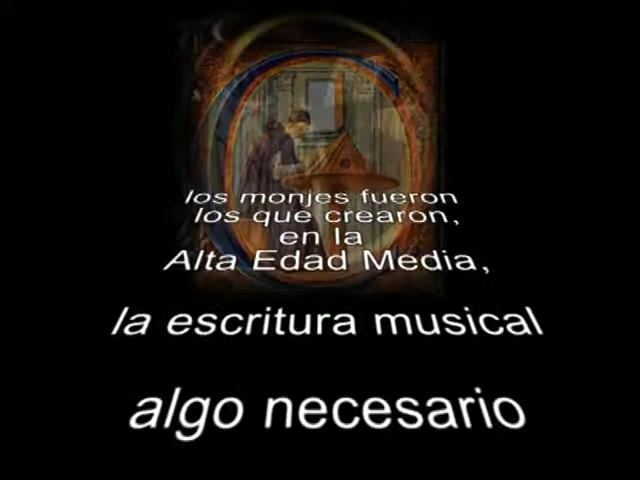 los monjes fueron
los que crearon,
en la
Alta Edad Media,
la escritura musical
algo necesario